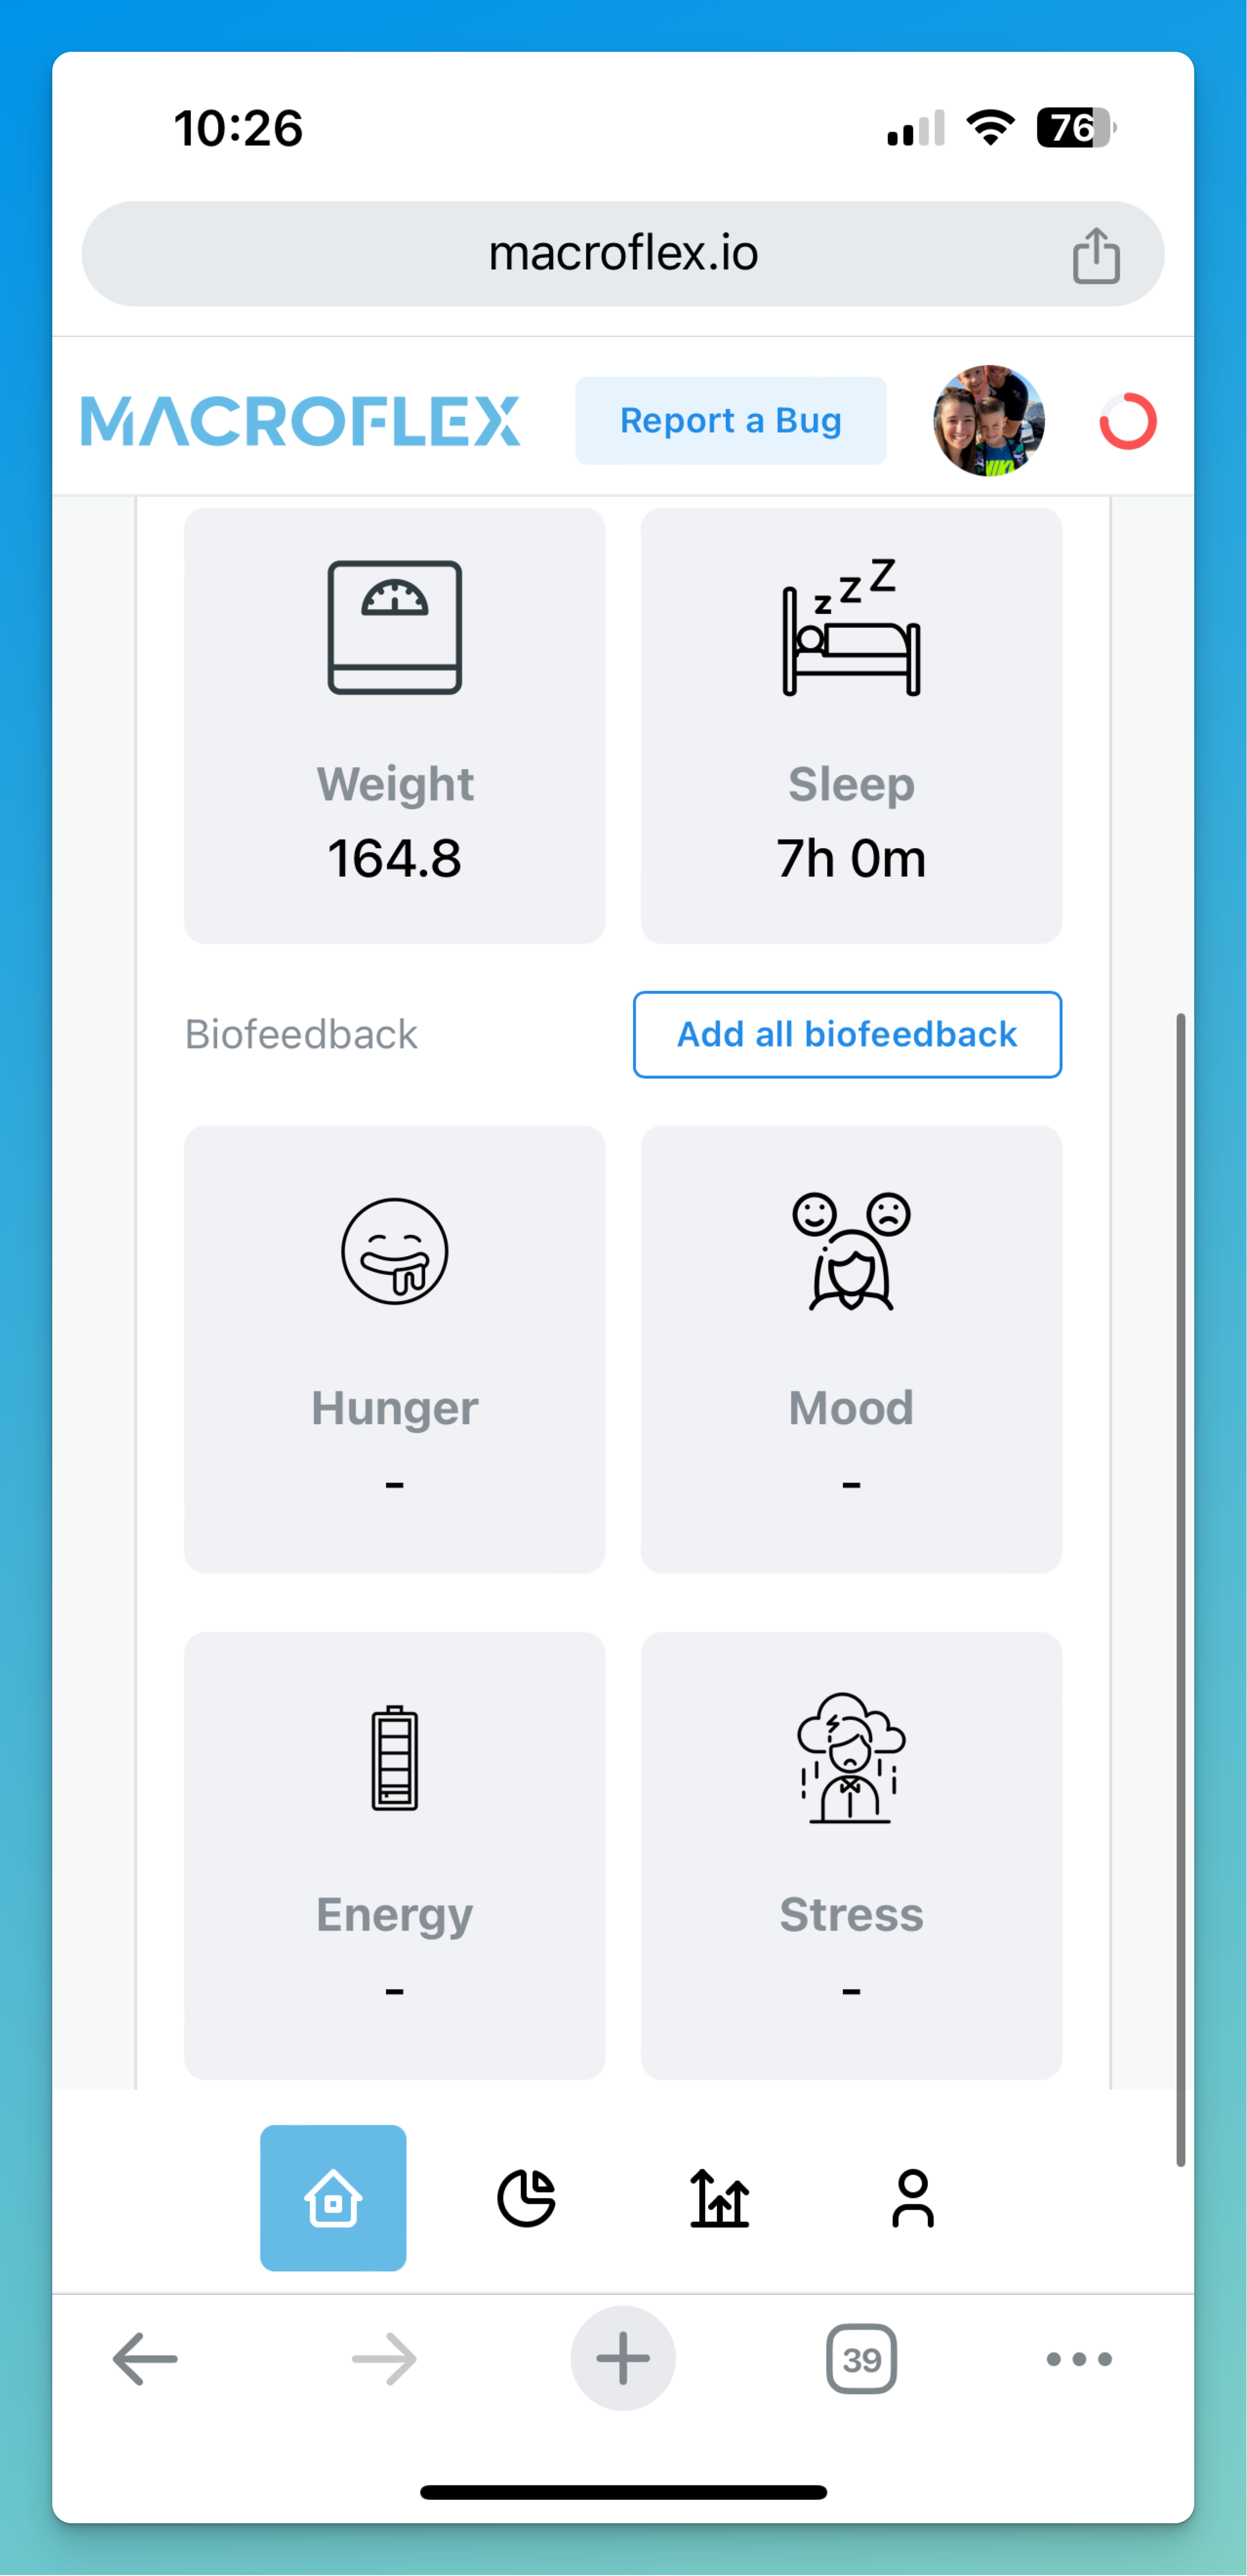 10:26
76
macroflex.io
MACROFLEX
Report a Bug
z z Z
Weight
164.8
Sleep
7h 0m
Biofeedback
Add all biofeedback
Hunger
-
Mood
-
Energy
-
Stress
-
39